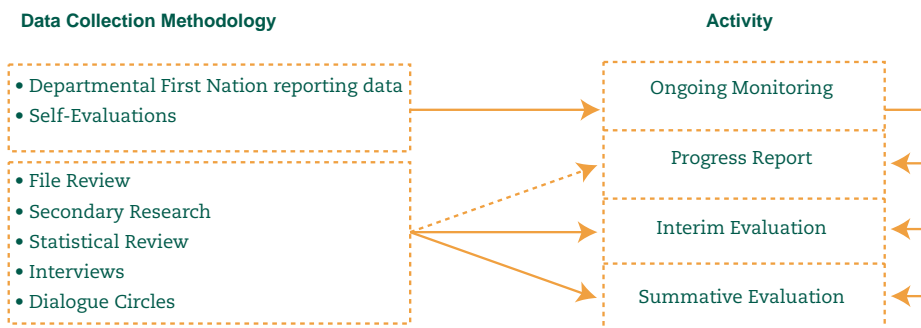 Data Collection Methodology
Activity
• Departmental First Nation reporting data
• Self-Evaluations
• File Review
• Secondary Research
• Statistical Review
• Interviews
• Dialogue Circles
Ongoing Monitoring
Progress Report
Interim Evaluation
Summative Evaluation